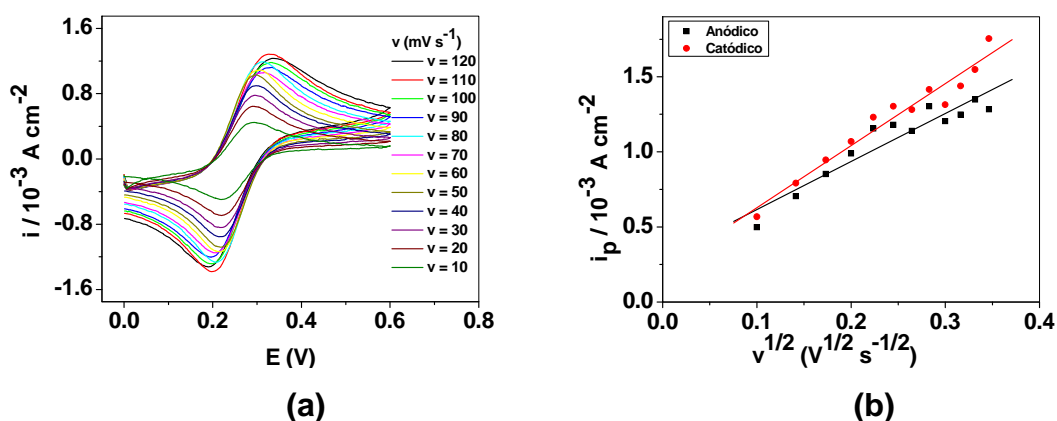 1.6
0.8
0.0
-0.8
-1.6
i / 10⁻³ A cm⁻²
0.0 0.2 0.4 0.6 0.8
E (V)
v (mV s⁻¹)
v = 120
v = 110
v = 100
v = 90
v = 80
v = 70
v = 60
v = 50
v = 40
v = 30
v = 20
v = 10
(a)
Anódico
Catódico
1.5
1.0
0.5
0.0
iₚ / 10⁻³ A cm⁻²
0.0 0.1 0.2 0.3 0.4
v^1/2 (V^1/2 s^-1/2)
(b)